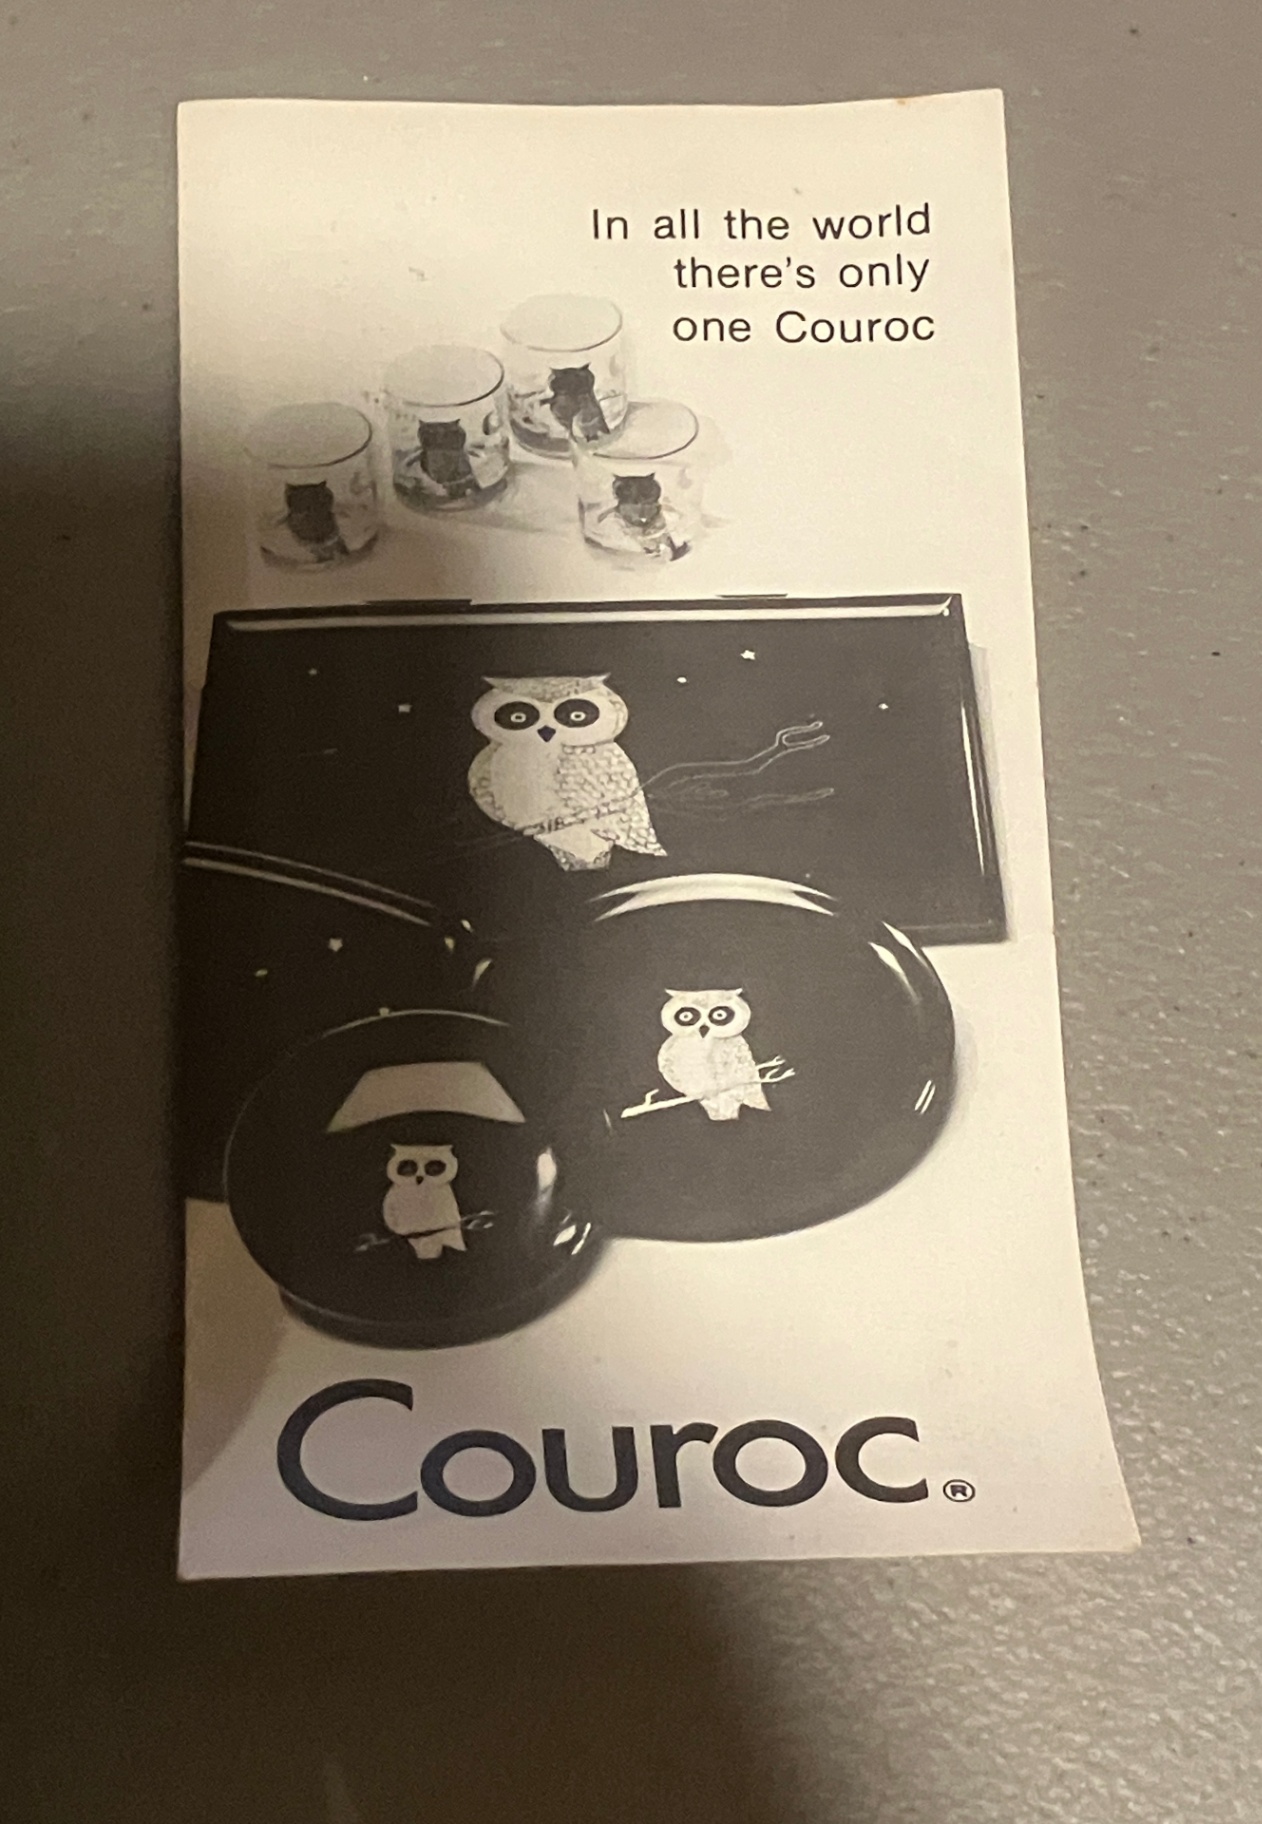 In all the world
there's only
one Couroc
Couroc®